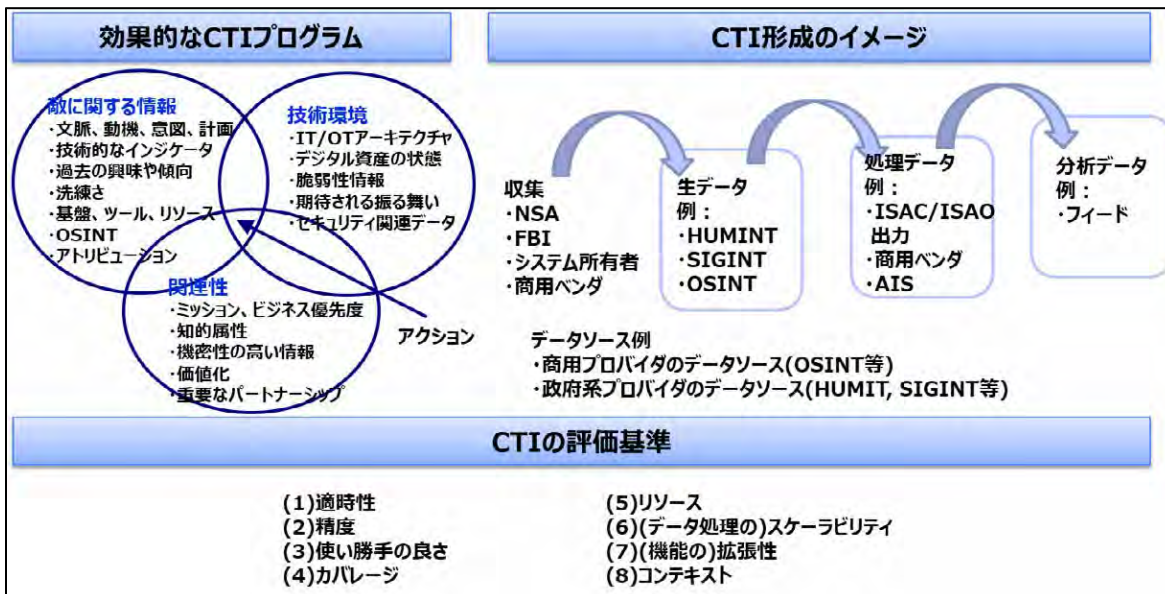 効果的なCTIプログラム
敵に関する情報
・文脈、動機、意図、計画
・技術的なインジケータ
・過去の興味や傾向
・洗練さ
・基盤、ツール、リソース
・OSINT
・アトリビューション
技術環境
・IT/OTアーキテクチャ
・デジタル資産の状態
・脆弱性情報
・期待される振る舞い
・セキュリティ関連データ
関連性
・ミッション、ビジネス優先度
・知的属性
・機密性の高い情報
・価値化
・重要なパートナーシップ
アクション
CTI形成のイメージ
収集
・NSA
・FBI
・システム所有者
・商用ベンダ
生データ
例：
・HUMINT
・SIGINT
・OSINT
処理データ
例：
・ISAC/ISAO
出力
・商用ベンダ
・AIS
分析データ
例：
・フィード
データソース例
・商用プロバイダのデータソース(OSINT等)
・政府系プロバイダのデータソース(HUMIT, SIGINT等)
CTIの評価基準
(1)適時性
(2)精度
(3)使い勝手の良さ
(4)カバレージ
(5)リソース
(6)(データ処理の)スケーラビリティ
(7)(機能の)拡張性
(8)コンテキスト